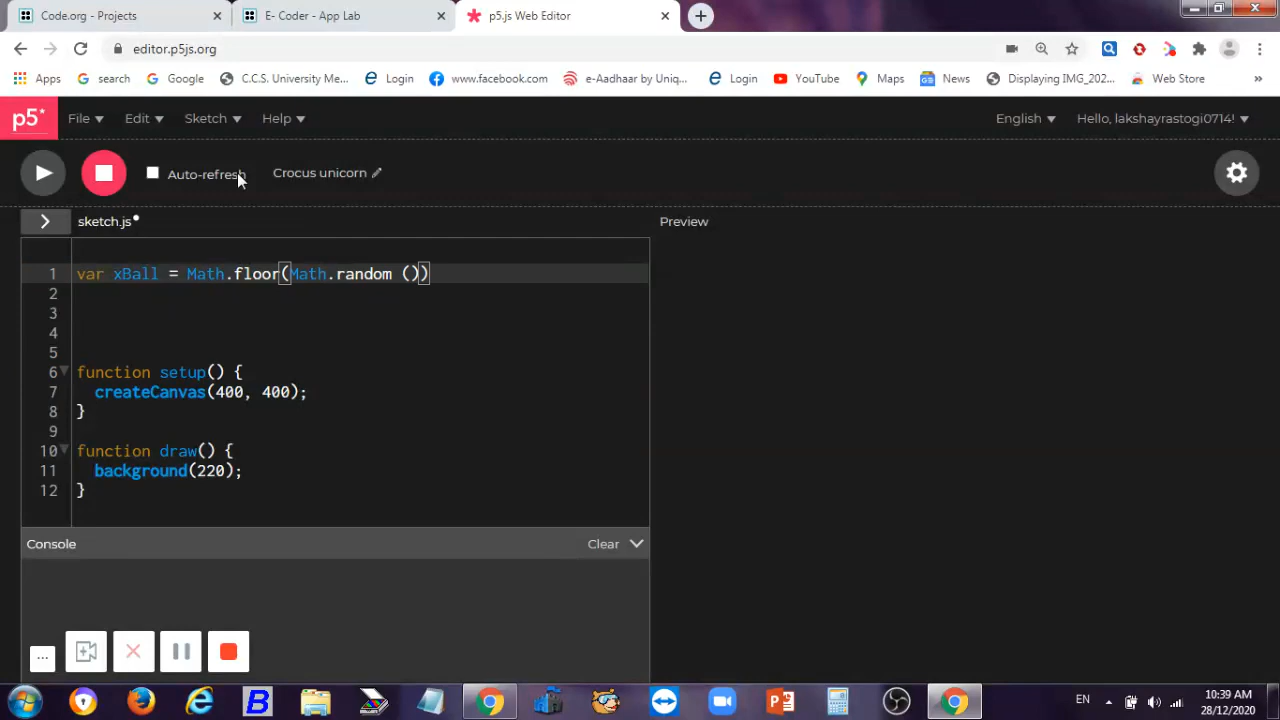 Code.org - Projects
E- Coder - App Lab
p5.js Web Editor
editor.p5js.org
Apps
search
Google
C.C.S. University Me...
Login
www.facebook.com
e-Aadhaar by Uniq...
Login
YouTube
Maps
News
Displaying IMG_202...
Web Store
»
p5*
File
Edit
Sketch
Help
English
Hello, lakshayrastogi0714!
Auto-refresh
Crocus unicorn
sketch.js
Preview
1 var xBall = Math.floor(Math.random ())
2
3
4
5
6 function setup() {
7 createCanvas(400, 400);
8 }
9
10 function draw() {
11 background(220);
12 }
Console
Clear
...
EN
10:39 AM
28/12/2020